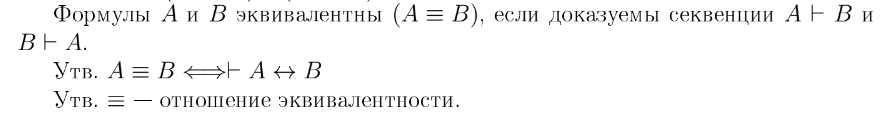 Формулы A и B эквивалентны (A ≡ B), если доказуемы секвенции A ⊢ B и
B ⊢ A.
Утв. A ≡ B ⟺⊢ A ↔ B
Утв. ≡ — отношение эквивалентности.